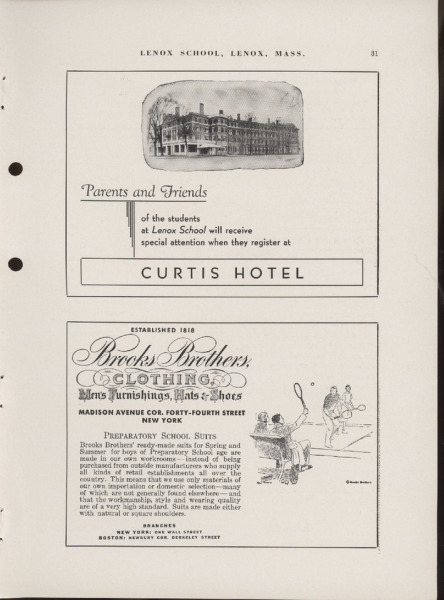 LENOX SCHOOL, LENOX, MASS. 31
Parents and Friends
of the students
at Lenox School will receive
special attention when they register at
CURTIS HOTEL
ESTABLISHED 1818
Brooks Brothers,
CLOTHING,
Men's Furnishings, Hats & Shoes
MADISON AVENUE COR. FORTY-FOURTH STREET
NEW YORK
PREPARATORY SCHOOL SUITS
Brooks Brothers' ready-made suits for Spring and
Summer for boys of Preparatory School age are
made in our own workrooms—instead of being
purchased from outside manufacturers who supply
all kinds of retail establishments all over the
country. This means that we use only materials of
our own importation or domestic selection—many
of which are not generally found elsewhere—and
that the workmanship, style and wearing quality
are of a very high standard. Suits are made either
with natural or square shoulders.
BRANCHES
NEW YORK: ONE WALL STREET
BOSTON: NEWBURY COR. BERKELEY STREET
© Brooks Brothers